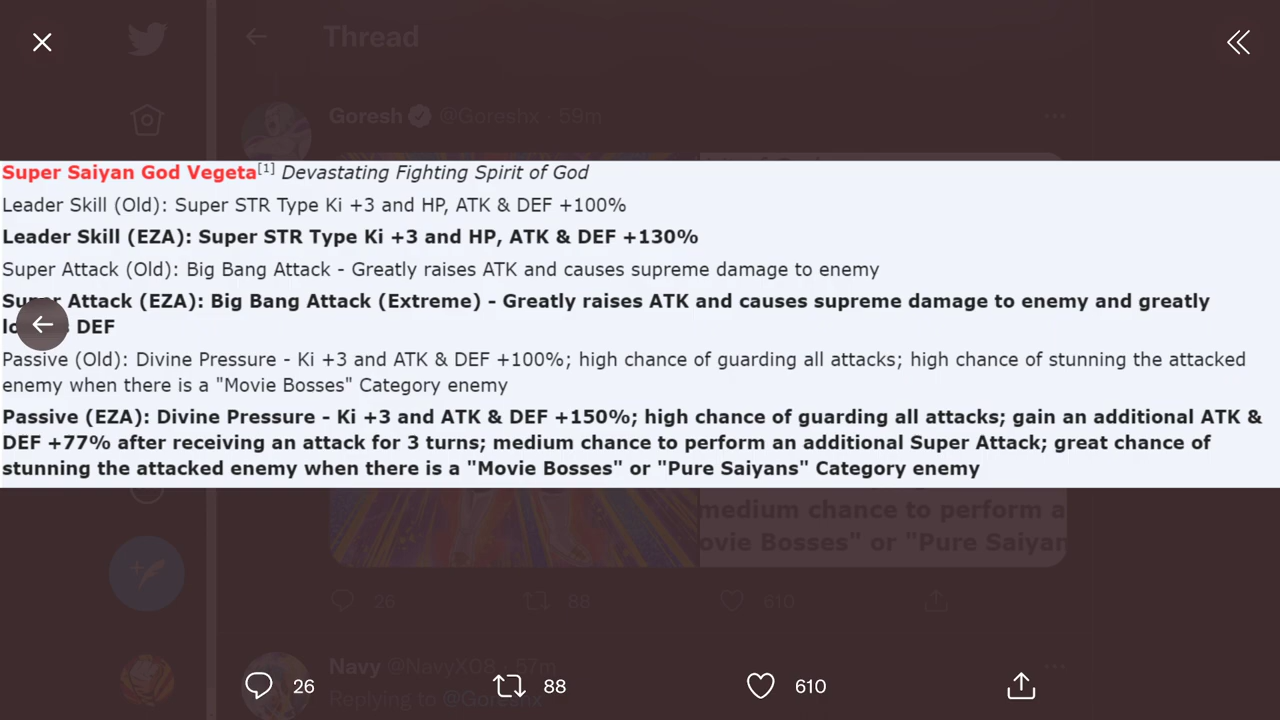 Thread
Goresh @Goreshx · 59m
Super Saiyan God Vegeta[1] Devastating Fighting Spirit of God
Leader Skill (Old): Super STR Type Ki +3 and HP, ATK & DEF +100%
Leader Skill (EZA): Super STR Type Ki +3 and HP, ATK & DEF +130%
Super Attack (Old): Big Bang Attack - Greatly raises ATK and causes supreme damage to enemy
Super Attack (EZA): Big Bang Attack (Extreme) - Greatly raises ATK and causes supreme damage to enemy and greatly
DEF
Passive (Old): Divine Pressure - Ki +3 and ATK & DEF +100%; high chance of guarding all attacks; high chance of stunning the attacked
enemy when there is a "Movie Bosses" Category enemy
Passive (EZA): Divine Pressure - Ki +3 and ATK & DEF +150%; high chance of guarding all attacks; gain an additional ATK &
DEF +77% after receiving an attack for 3 turns; medium chance to perform an additional Super Attack; great chance of
stunning the attacked enemy when there is a "Movie Bosses" or "Pure Saiyans" Category enemy
medium chance to perform a
ovie Bosses" or "Pure Saiyan
26 88 610
Navy @NavyX08 · 57m
Replying to @Goreshx
26 88 610